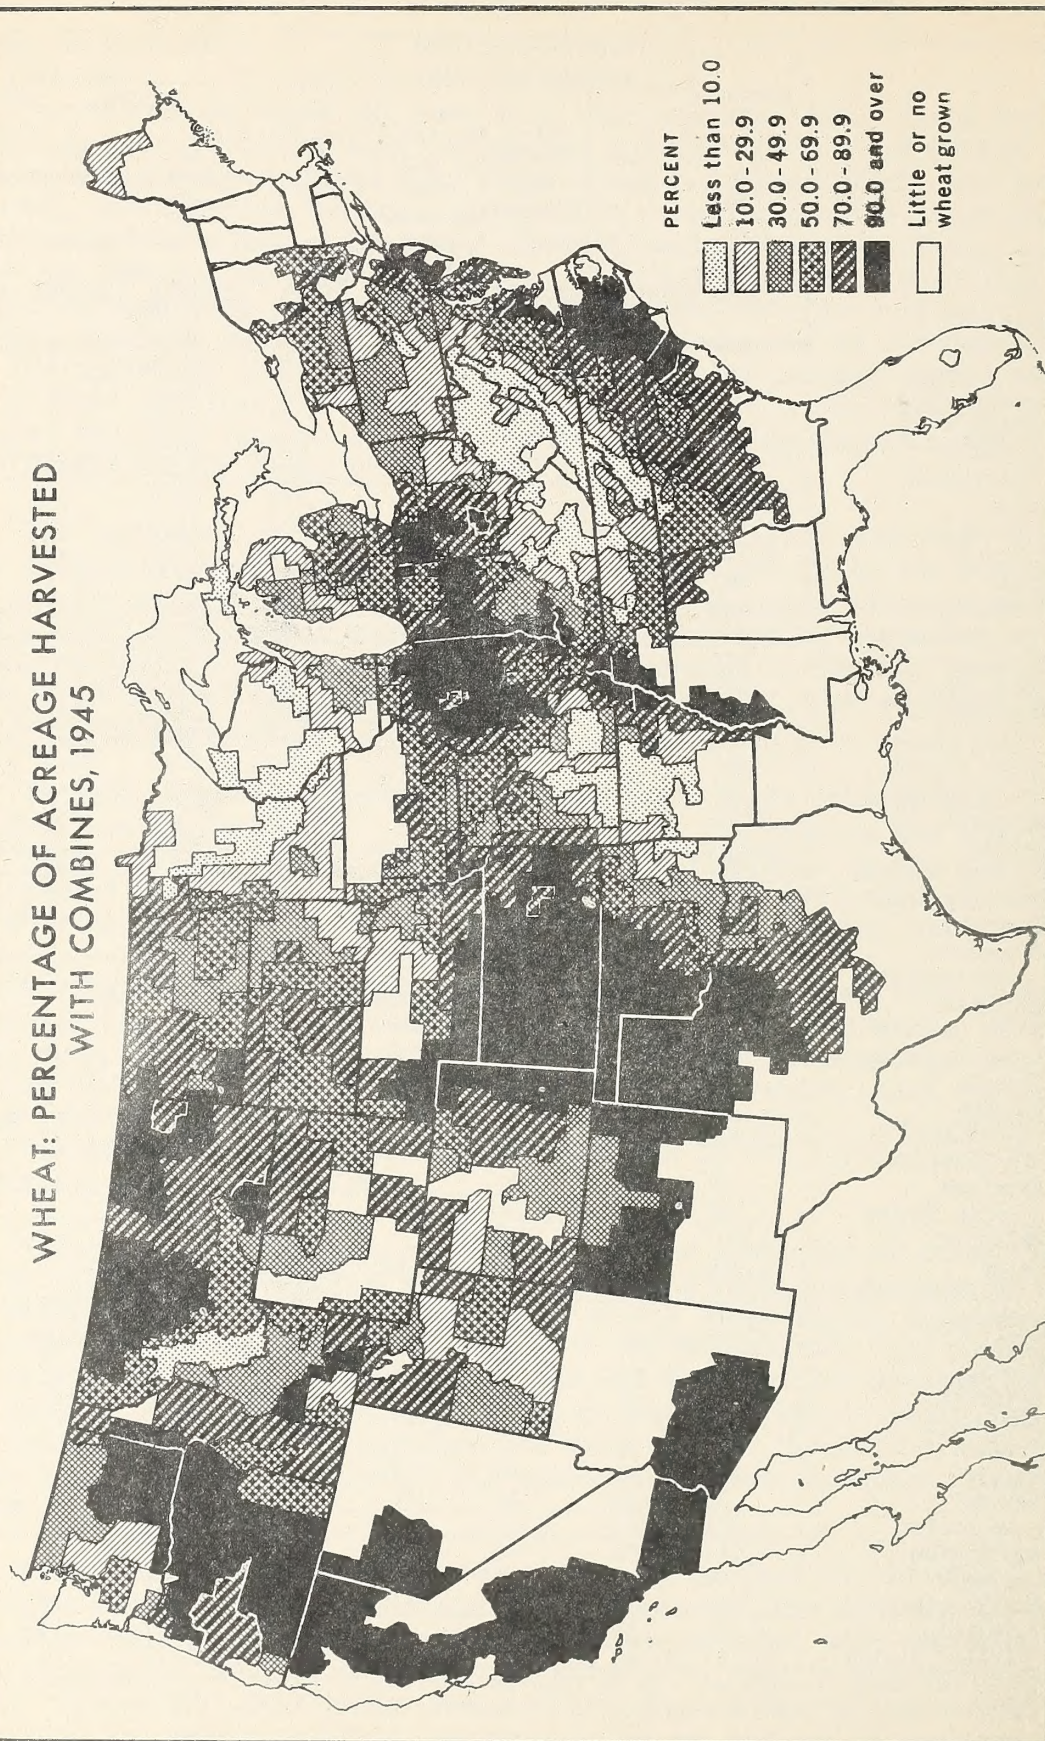 WHEAT: PERCENTAGE OF ACREAGE HARVESTED
WITH COMBINES, 1945
PERCENT
Less than 10.0
10.0-29.9
30.0-49.9
50.0-69.9
70.0-89.9
90.0 and over
Little or no
wheat grown